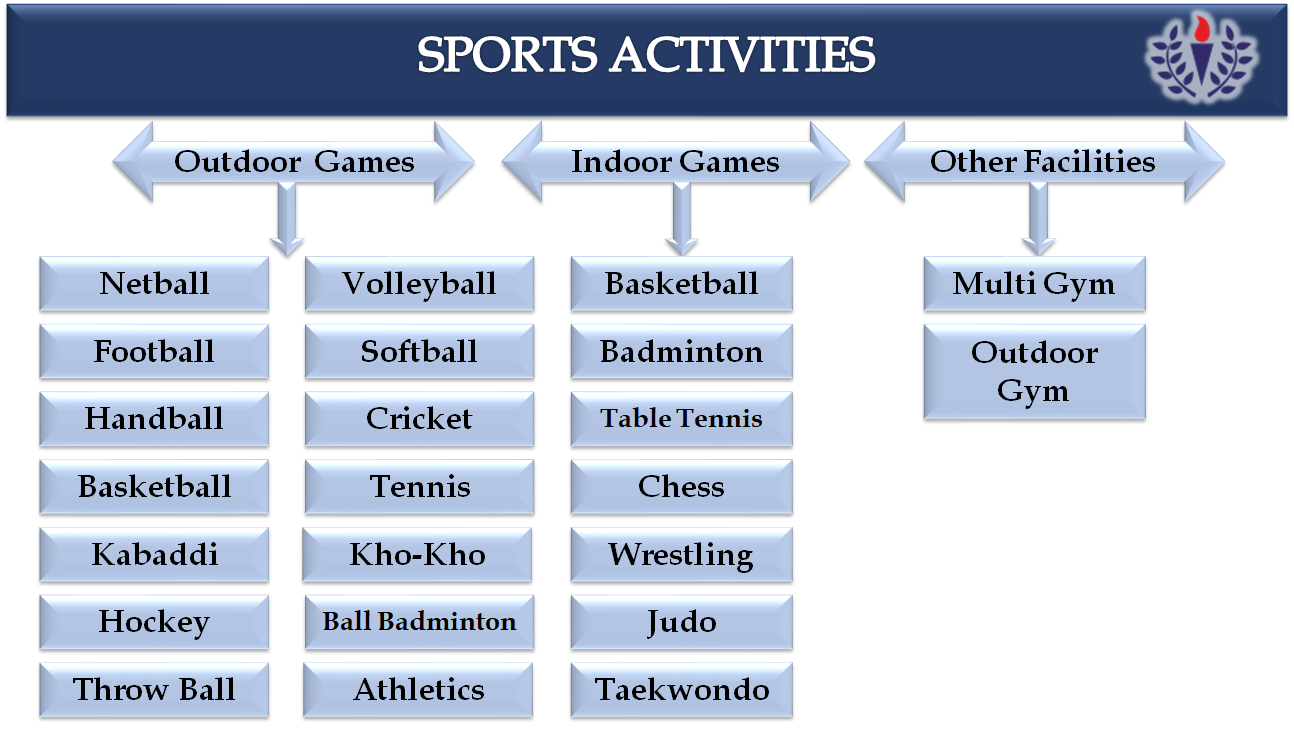 SPORTS ACTIVITIES
Outdoor Games
Indoor Games
Other Facilities
Netball
Football
Handball
Basketball
Kabaddi
Hockey
Throw Ball
Volleyball
Softball
Cricket
Tennis
Kho-Kho
Ball Badminton
Athletics
Basketball
Badminton
Table Tennis
Chess
Wrestling
Judo
Taekwondo
Multi Gym
Outdoor
Gym